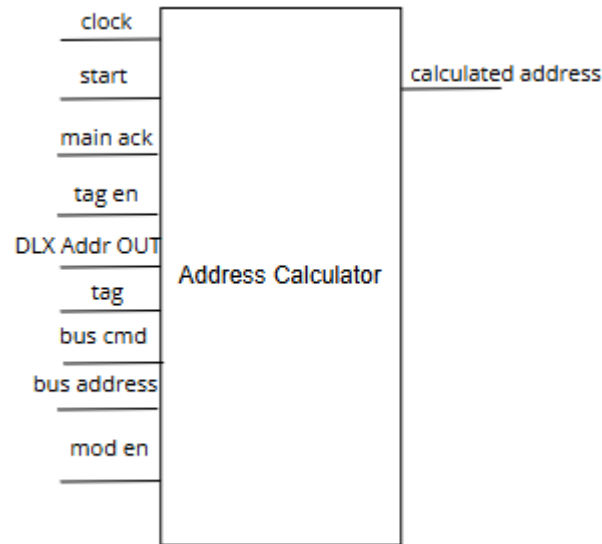 clock
start
main ack
tag en
DLX Addr OUT
tag
bus cmd
bus address
mod en
Address Calculator
calculated address